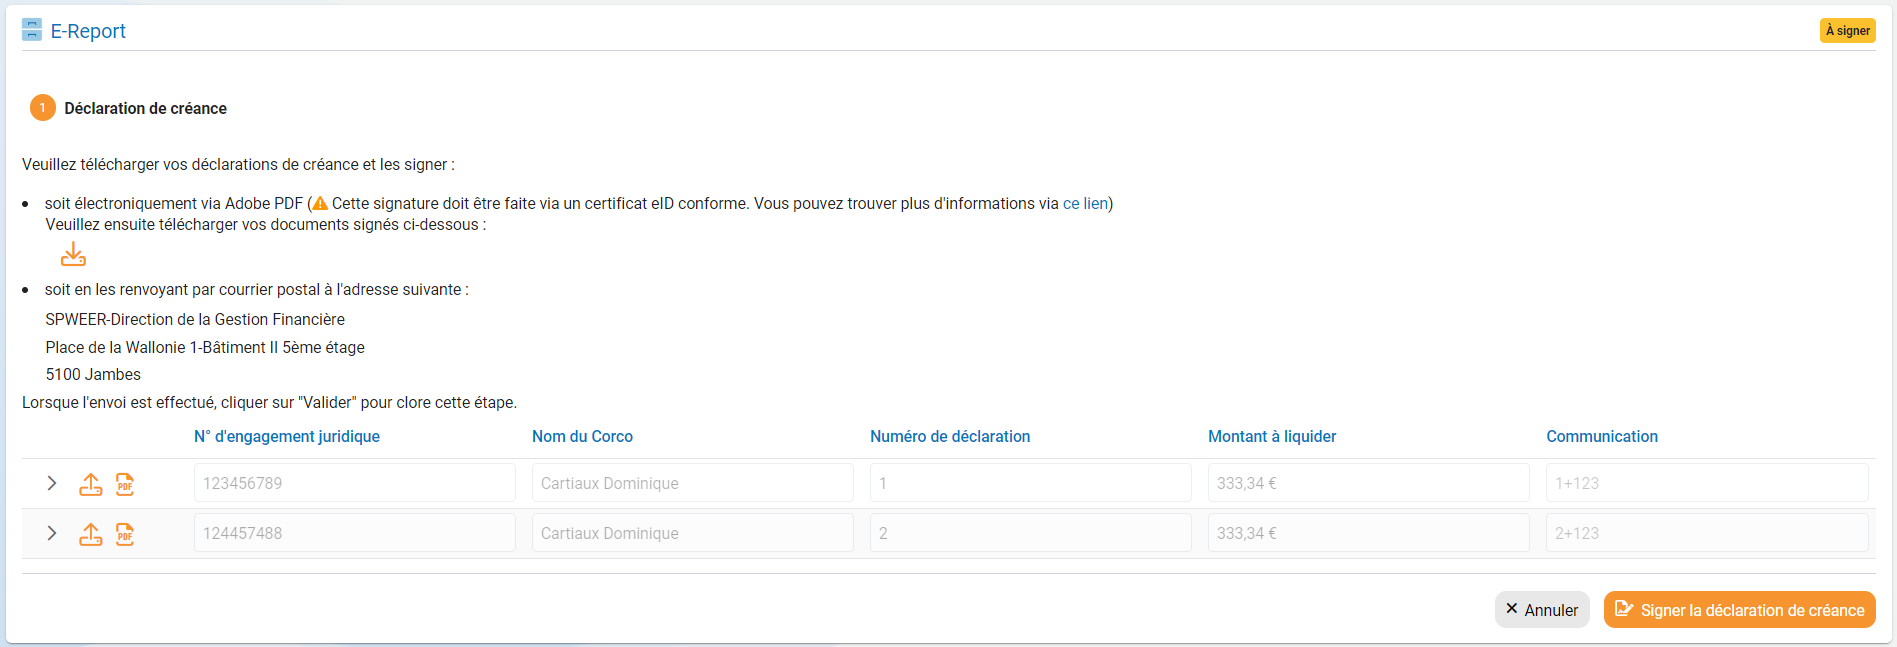 E-Report
À signer
1 Déclaration de créance
Veuillez télécharger vos déclarations de créance et les signer :
soit électroniquement via Adobe PDF ( Cette signature doit être faite via un certificat eID conforme. Vous pouvez trouver plus d'informations via ce lien)
Veuillez ensuite télécharger vos documents signés ci-dessous :
soit en les renvoyant par courrier postal à l'adresse suivante :
SPWEER-Direction de la Gestion Financière
Place de la Wallonie 1-Bâtiment II 5ème étage
5100 Jambes
Lorsque l'envoi est effectué, cliquer sur "Valider" pour clore cette étape.
N° d'engagement juridique Nom du Corco Numéro de déclaration Montant à liquider Communication
PDF 123456789 Cartiaux Dominique 1 333,34 € 1+123
PDF 124457488 Cartiaux Dominique 2 333,34 € 2+123
Annuler Signer la déclaration de créance